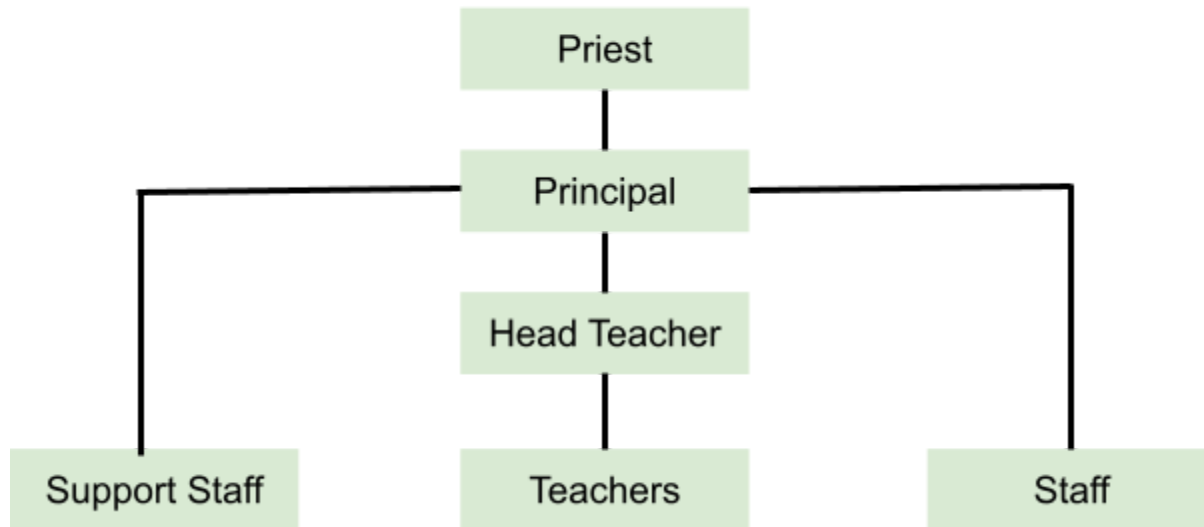 Priest
Principal
Head Teacher
Support Staff
Teachers
Staff